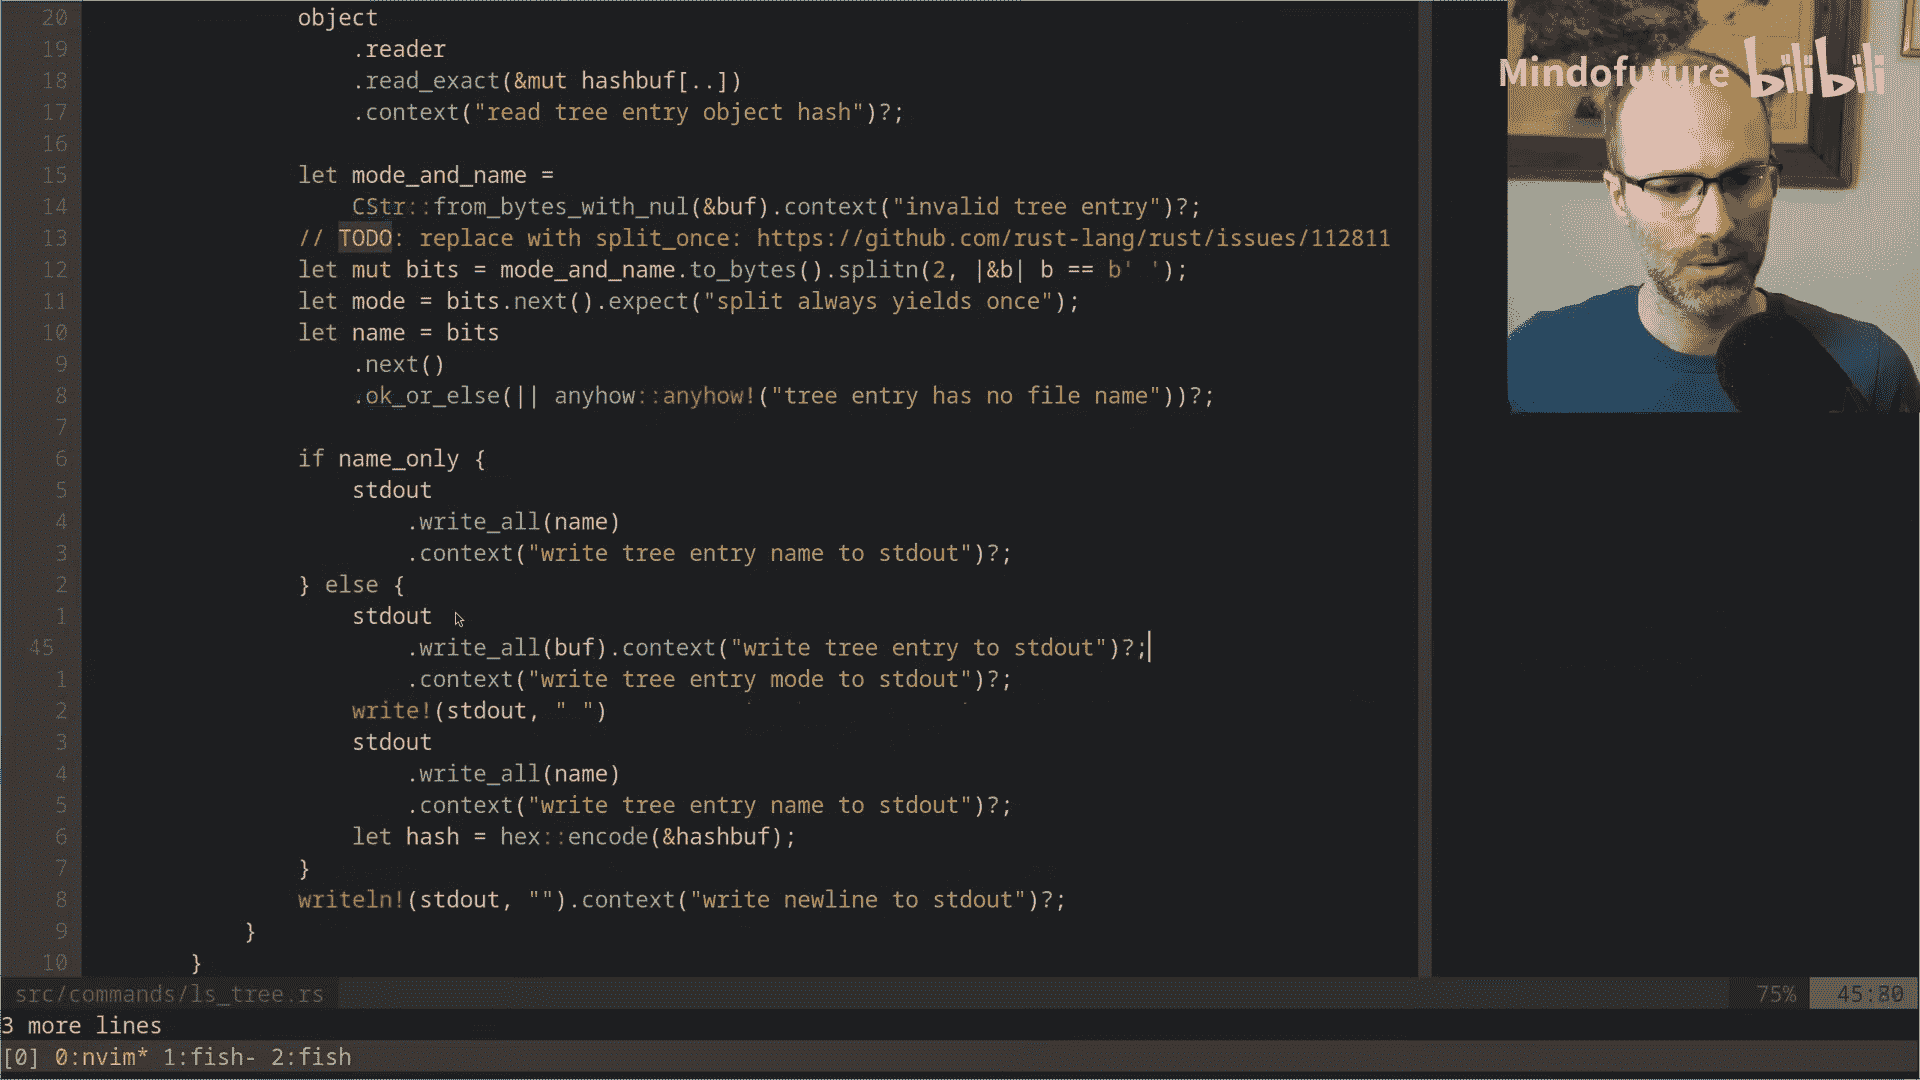 20 object
19 .reader
18 .read_exact(&mut hashbuf[..])
17 .context("read tree entry object hash")?;
16
15 let mode_and_name =
14 CStr::from_bytes_with_nul(&buf).context("invalid tree entry")?;
13 // TODO: replace with split_once: https://github.com/rust-lang/rust/issues/112811
12 let mut bits = mode_and_name.to_bytes().splitn(2, |&b| b == b' ');
11 let mode = bits.next().expect("split always yields once");
10 let name = bits
9 .next()
8 .ok_or_else(|| anyhow::anyhow!("tree entry has no file name"))?;
7
6 if name_only {
5 stdout
4 .write_all(name)
3 .context("write tree entry name to stdout")?;
2 } else {
1 stdout
45 .write_all(buf).context("write tree entry to stdout")?;
1 .context("write tree entry mode to stdout")?;
2 write!(stdout, " ")
3 stdout
4 .write_all(name)
5 .context("write tree entry name to stdout")?;
6 let hash = hex::encode(&hashbuf);
7 }
8 writeln!(stdout, "").context("write newline to stdout")?;
9 }
10 }
src/commands/ls_tree.rs 75% 45:80
3 more lines
[0] 0:nvim* 1:fish- 2:fish
Mindofuture bilibili